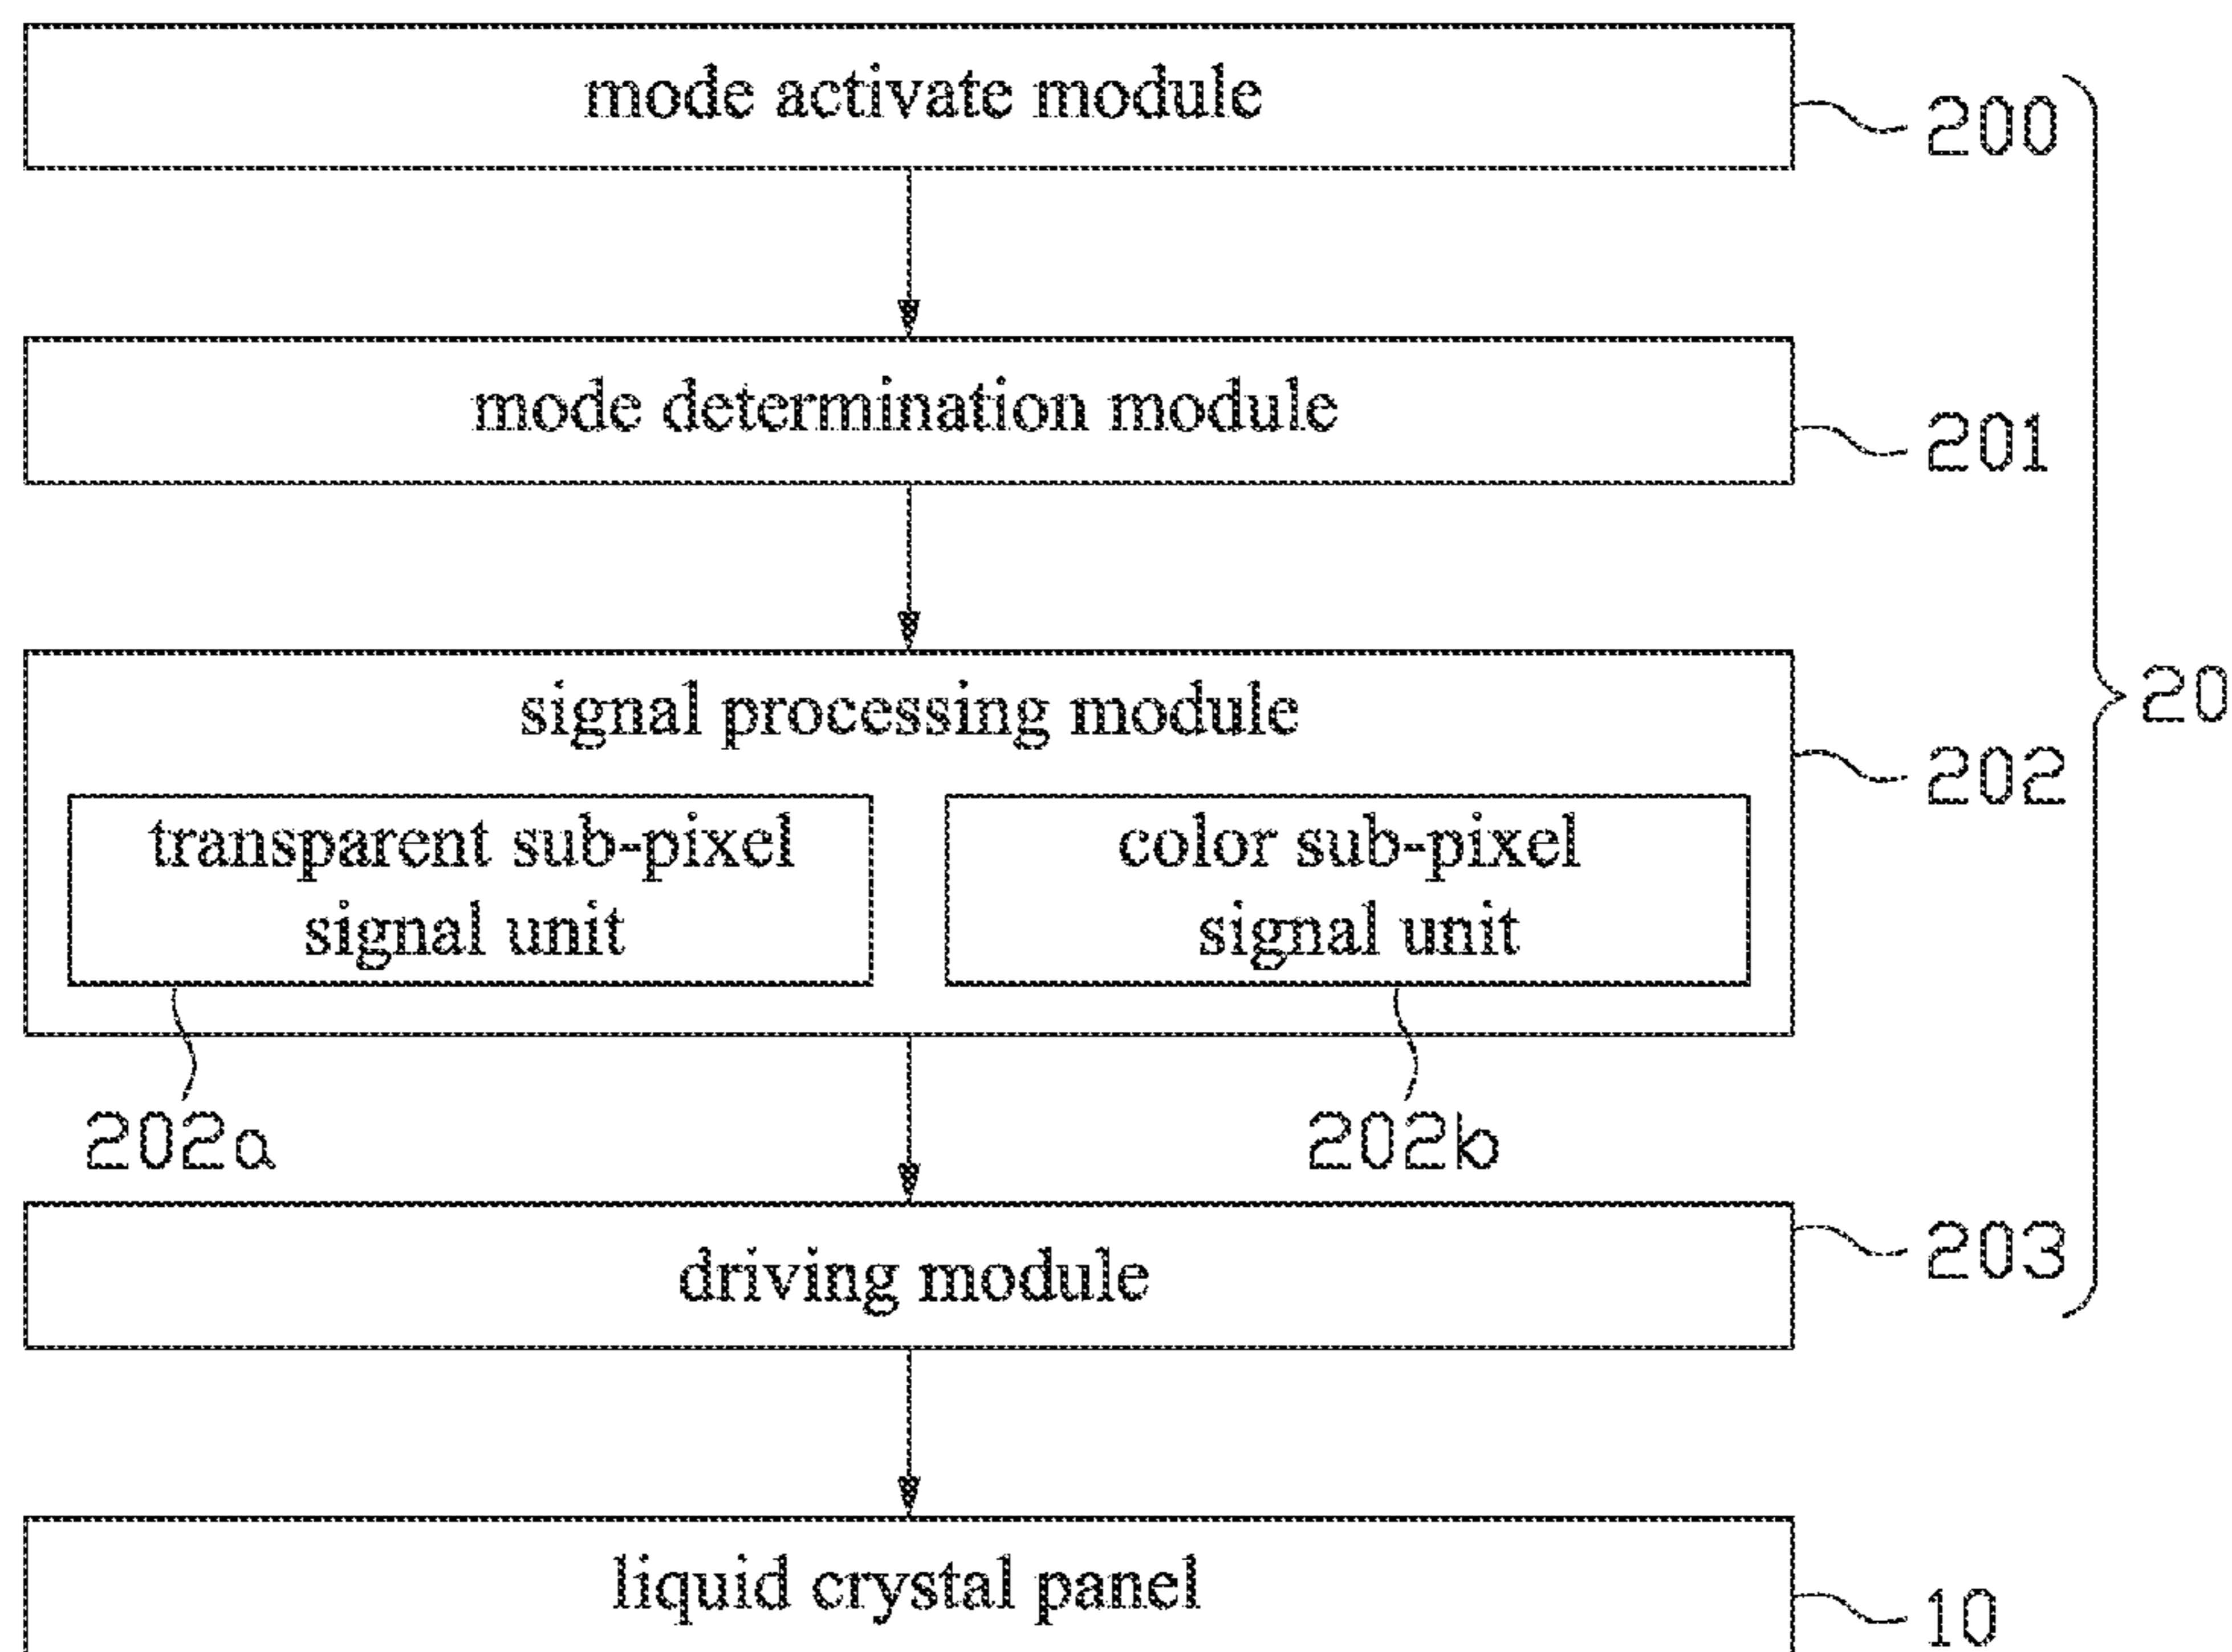 mode activate module
200
mode determination module
201
signal processing module
20
202
transparent sub-pixel
signal unit
color sub-pixel
signal unit
202a
202b
driving module
203
liquid crystal panel
10